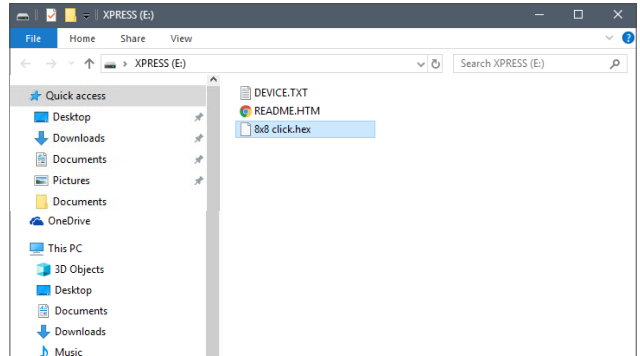 XPRESS (E:)
File Home Share View
XPRESS (E:) Search XPRESS (E:)
Quick access
Desktop
Downloads
Documents
Pictures
Documents
OneDrive
This PC
3D Objects
Desktop
Documents
Downloads
Music
DEVICE.TXT
README.HTM
8x8 click.hex